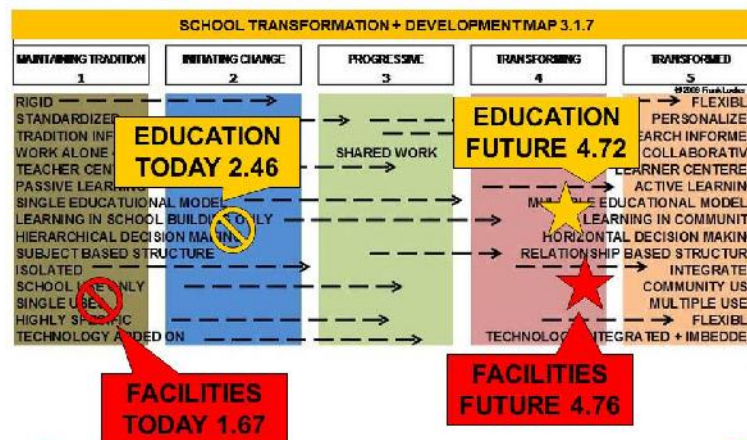 SCHOOL TRANSFORMATION + DEVELOPMENT MAP 3.1.7
MAINTAINING TRADITION
1
INITIATING CHANGE
2
PROGRESSIVE
3
TRANSFORMING
4
TRANSFORMED
5
RIGID FLEXIBL
STANDARDIZED PERSONALIZE
TRADITION INF EARCH INFORME
WORK ALONE SHARED WORK COLLABORATIV
TEACHER CENT LEARNER CENTERE
PASSIVE LEARNING ACTIVE LEARNIN
SINGLE EDUCATUIONAL MODEL MULTIPLE EDUCATIONAL MODEL
LEARNING IN SCHOOL BUILDING ONLY LEARNING IN COMMUNIT
HIERARCHICAL DECISION MAKING HORIZONTAL DECISION MAKIN
SUBJECT BASED STRUCTURE RELATIONSHIP BASED STRUCTUR
ISOLATED INTEGRATE
SCHOOL USE ONLY COMMUNITY US
SINGLE USE MULTIPLE USE
HIGHLY SPECIFIC FLEXIBL
TECHNOLOGY ADDED ON TECHNOLOGY INTEGRATED + IMBEDDE
EDUCATION
TODAY 2.46
EDUCATION
FUTURE 4.72
FACILITIES
TODAY 1.67
FACILITIES
FUTURE 4.76